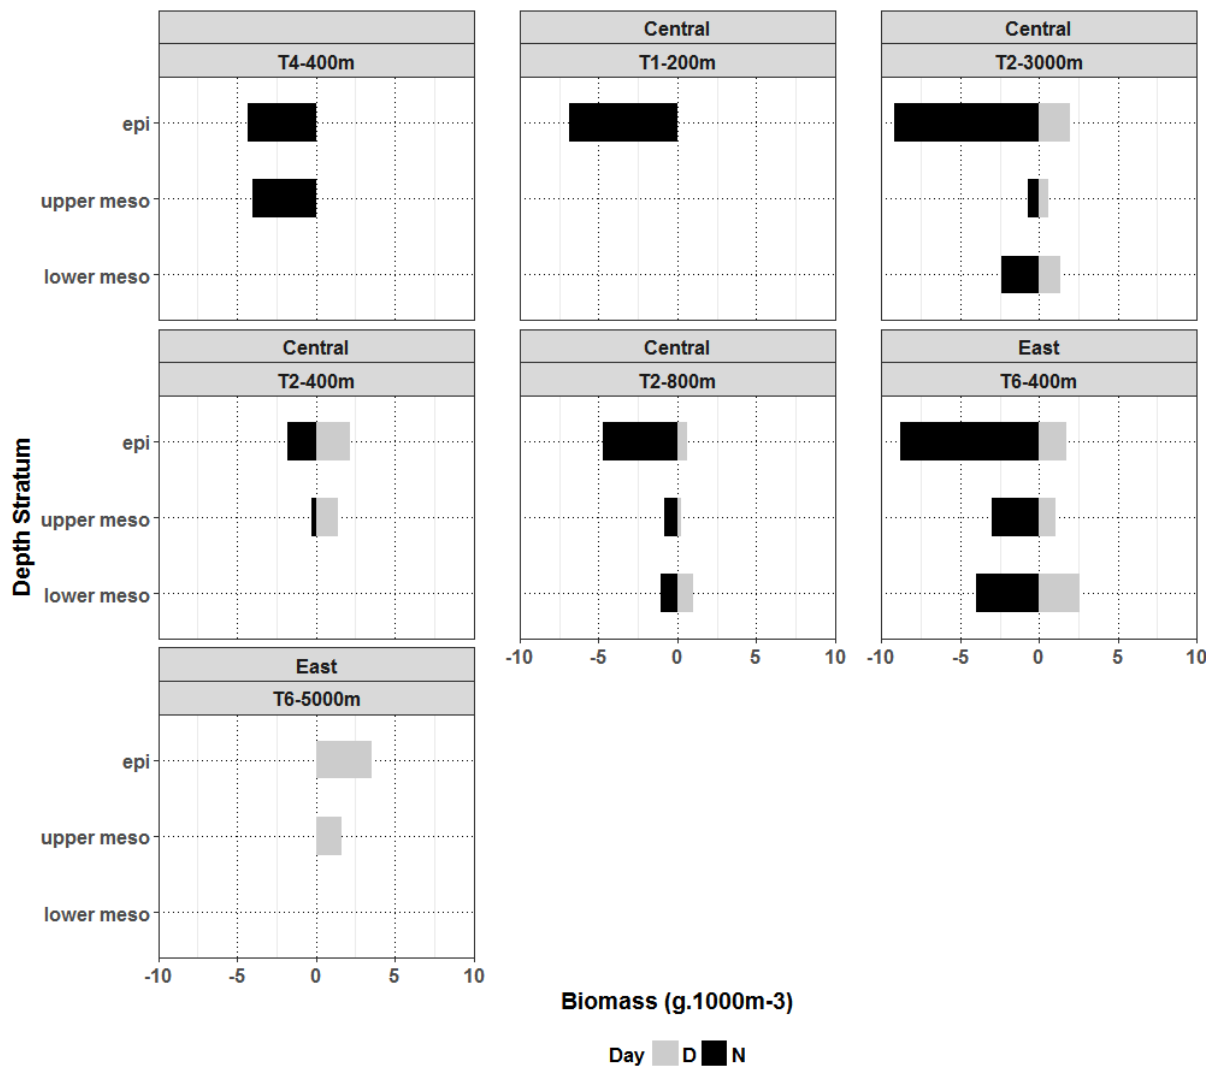 Central Central
T4-400m T1-200m T2-3000m
epi
upper meso
lower meso
Central Central East
T2-400m T2-800m T6-400m
epi
upper meso
lower meso
-10 -5 0 5 10 -10 -5 0 5 10
East
T6-5000m
epi
upper meso
lower meso
-10 -5 0 5 10
Depth Stratum
Biomass (g.1000m-3)
Day D N